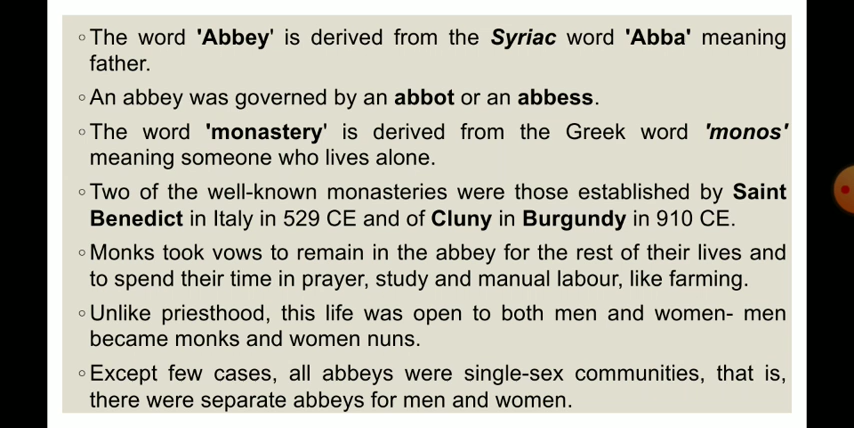 ◦ The word 'Abbey' is derived from the Syriac word 'Abba' meaning
father.
◦ An abbey was governed by an abbot or an abbess.
◦ The word 'monastery' is derived from the Greek word 'monos'
meaning someone who lives alone.
◦ Two of the well-known monasteries were those established by Saint
Benedict in Italy in 529 CE and of Cluny in Burgundy in 910 CE.
◦ Monks took vows to remain in the abbey for the rest of their lives and
to spend their time in prayer, study and manual labour, like farming.
◦ Unlike priesthood, this life was open to both men and women- men
became monks and women nuns.
◦ Except few cases, all abbeys were single-sex communities, that is,
there were separate abbeys for men and women.